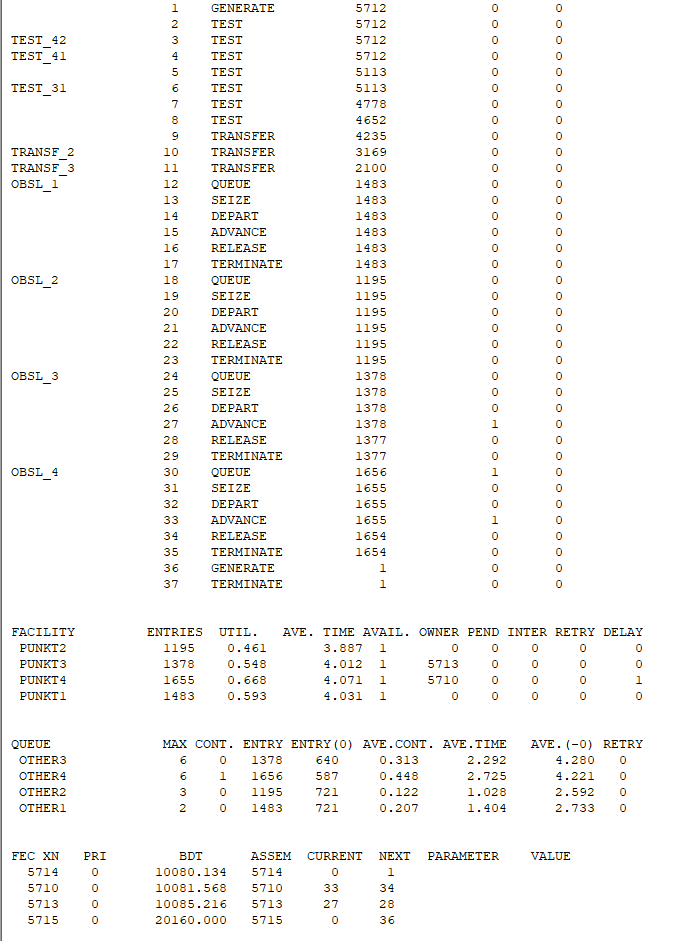 1 GENERATE 5712 0 0
2 TEST 5712 0 0
TEST_42 3 TEST 5712 0 0
TEST_41 4 TEST 5712 0 0
5 TEST 5113 0 0
TEST_31 6 TEST 5113 0 0
7 TEST 4778 0 0
8 TEST 4652 0 0
9 TRANSFER 4235 0 0
TRANSF_2 10 TRANSFER 3169 0 0
TRANSF_3 11 TRANSFER 2100 0 0
OBSL_1 12 QUEUE 1483 0 0
13 SEIZE 1483 0 0
14 DEPART 1483 0 0
15 ADVANCE 1483 0 0
16 RELEASE 1483 0 0
17 TERMINATE 1483 0 0
OBSL_2 18 QUEUE 1195 0 0
19 SEIZE 1195 0 0
20 DEPART 1195 0 0
21 ADVANCE 1195 0 0
22 RELEASE 1195 0 0
23 TERMINATE 1195 0 0
OBSL_3 24 QUEUE 1378 0 0
25 SEIZE 1378 0 0
26 DEPART 1378 0 0
27 ADVANCE 1378 1 0
28 RELEASE 1377 0 0
29 TERMINATE 1377 0 0
OBSL_4 30 QUEUE 1656 1 0
31 SEIZE 1655 0 0
32 DEPART 1655 0 0
33 ADVANCE 1655 1 0
34 RELEASE 1654 0 0
35 TERMINATE 1654 0 0
36 GENERATE 1 0 0
37 TERMINATE 1 0 0
FACILITY ENTRIES UTIL. AVE. TIME AVAIL. OWNER PEND INTER RETRY DELAY
PUNKT2 1195 0.461 3.887 1 0 0 0 0 0
PUNKT3 1378 0.548 4.012 1 5713 0 0 0 0
PUNKT4 1655 0.668 4.071 1 5710 0 0 0 1
PUNKT1 1483 0.593 4.031 1 0 0 0 0 0
QUEUE MAX CONT. ENTRY ENTRY(0) AVE.CONT. AVE.TIME AVE.(-0) RETRY
OTHER3 6 0 1378 640 0.313 2.292 4.280 0
OTHER4 6 1 1656 587 0.448 2.725 4.221 0
OTHER2 3 0 1195 721 0.122 1.028 2.592 0
OTHER1 2 0 1483 721 0.207 1.404 2.733 0
FEC XN PRI BDT ASSEM CURRENT NEXT PARAMETER VALUE
5714 0 10080.134 5714 0 1
5710 0 10081.568 5710 33 34
5713 0 10085.216 5713 27 28
5715 0 20160.000 5715 0 36